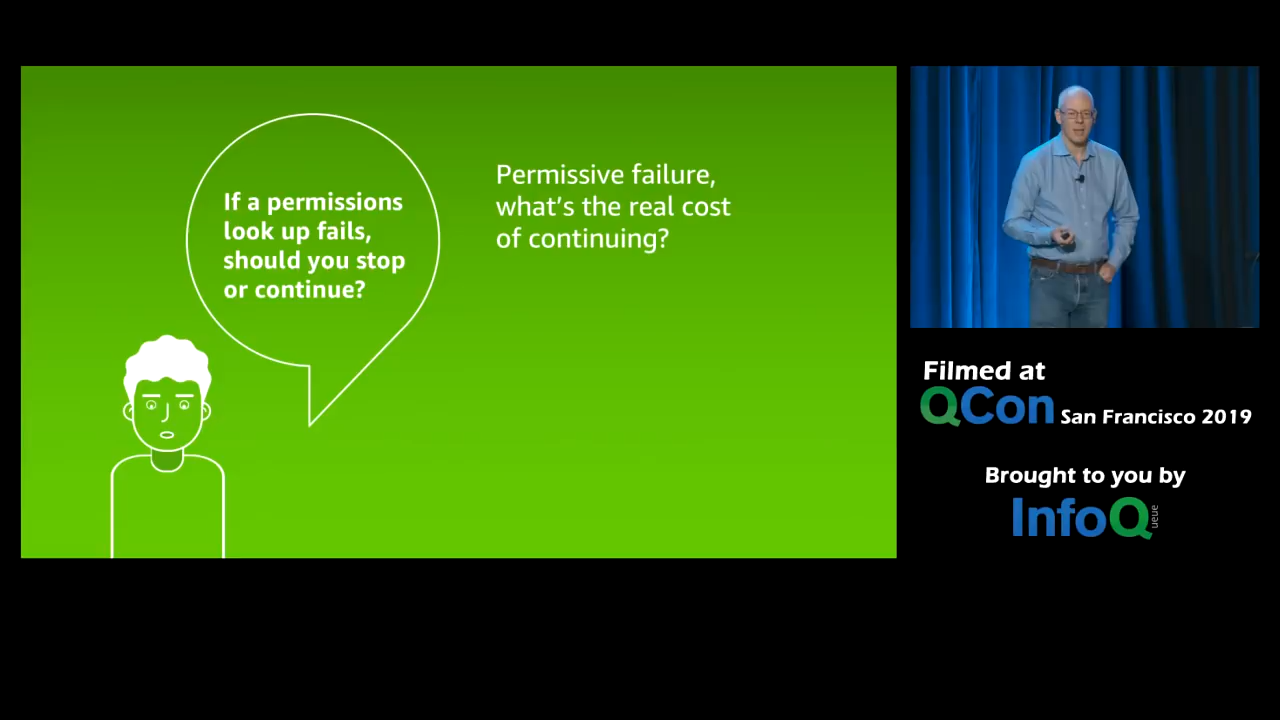 If a permissions
look up fails,
should you stop
or continue?
Permissive failure,
what's the real cost
of continuing?
Filmed at
QCon San Francisco 2019
Brought to you by
InfoQ
ueue